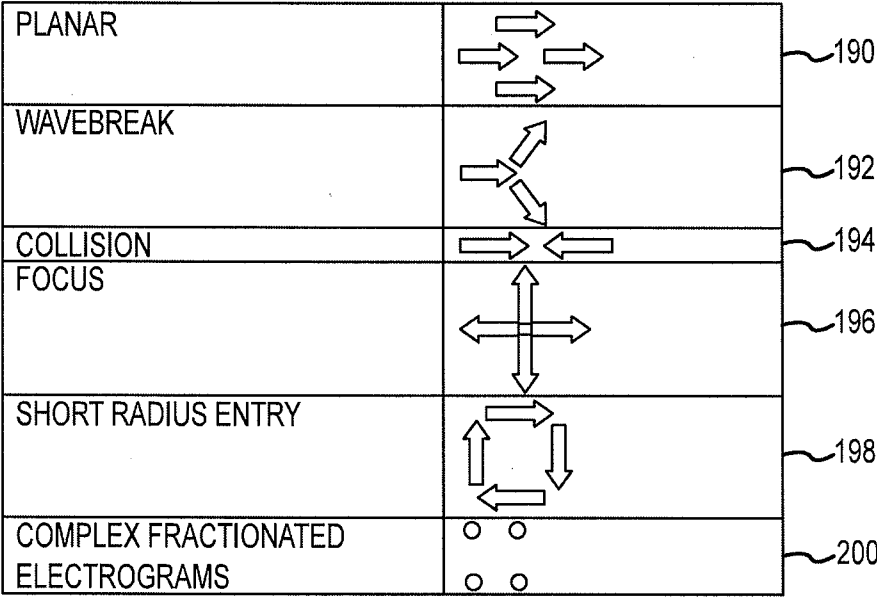 PLANAR
190
WAVEBREAK
192
COLLISION
194
FOCUS
196
SHORT RADIUS ENTRY
198
COMPLEX FRACTIONATED
ELECTROGRAMS
200